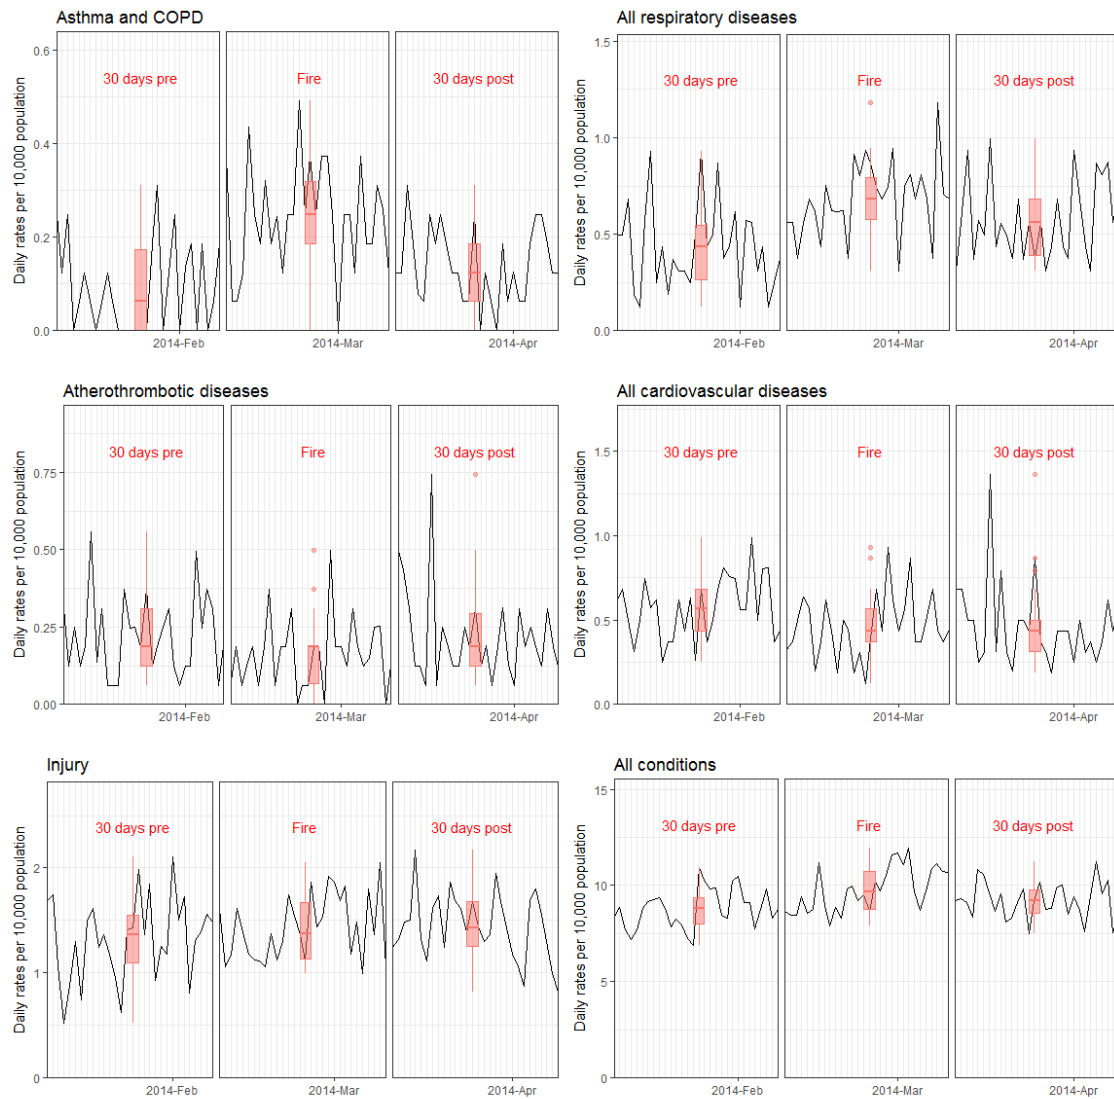 Asthma and COPD
Daily rates per 10,000 population
0.6
0.4
0.2
0.0
30 days pre
Fire
30 days post
2014-Feb
2014-Mar
2014-Apr
All respiratory diseases
Daily rates per 10,000 population
1.5
1.0
0.5
0.0
30 days pre
Fire
30 days post
2014-Feb
2014-Mar
2014-Apr
Atherothrombotic diseases
Daily rates per 10,000 population
0.75
0.50
0.25
0.00
30 days pre
Fire
30 days post
2014-Feb
2014-Mar
2014-Apr
All cardiovascular diseases
Daily rates per 10,000 population
1.5
1.0
0.5
0.0
30 days pre
Fire
30 days post
2014-Feb
2014-Mar
2014-Apr
Injury
Daily rates per 10,000 population
2
1
0
30 days pre
Fire
30 days post
2014-Feb
2014-Mar
2014-Apr
All conditions
Daily rates per 10,000 population
15
10
5
0
30 days pre
Fire
30 days post
2014-Feb
2014-Mar
2014-Apr